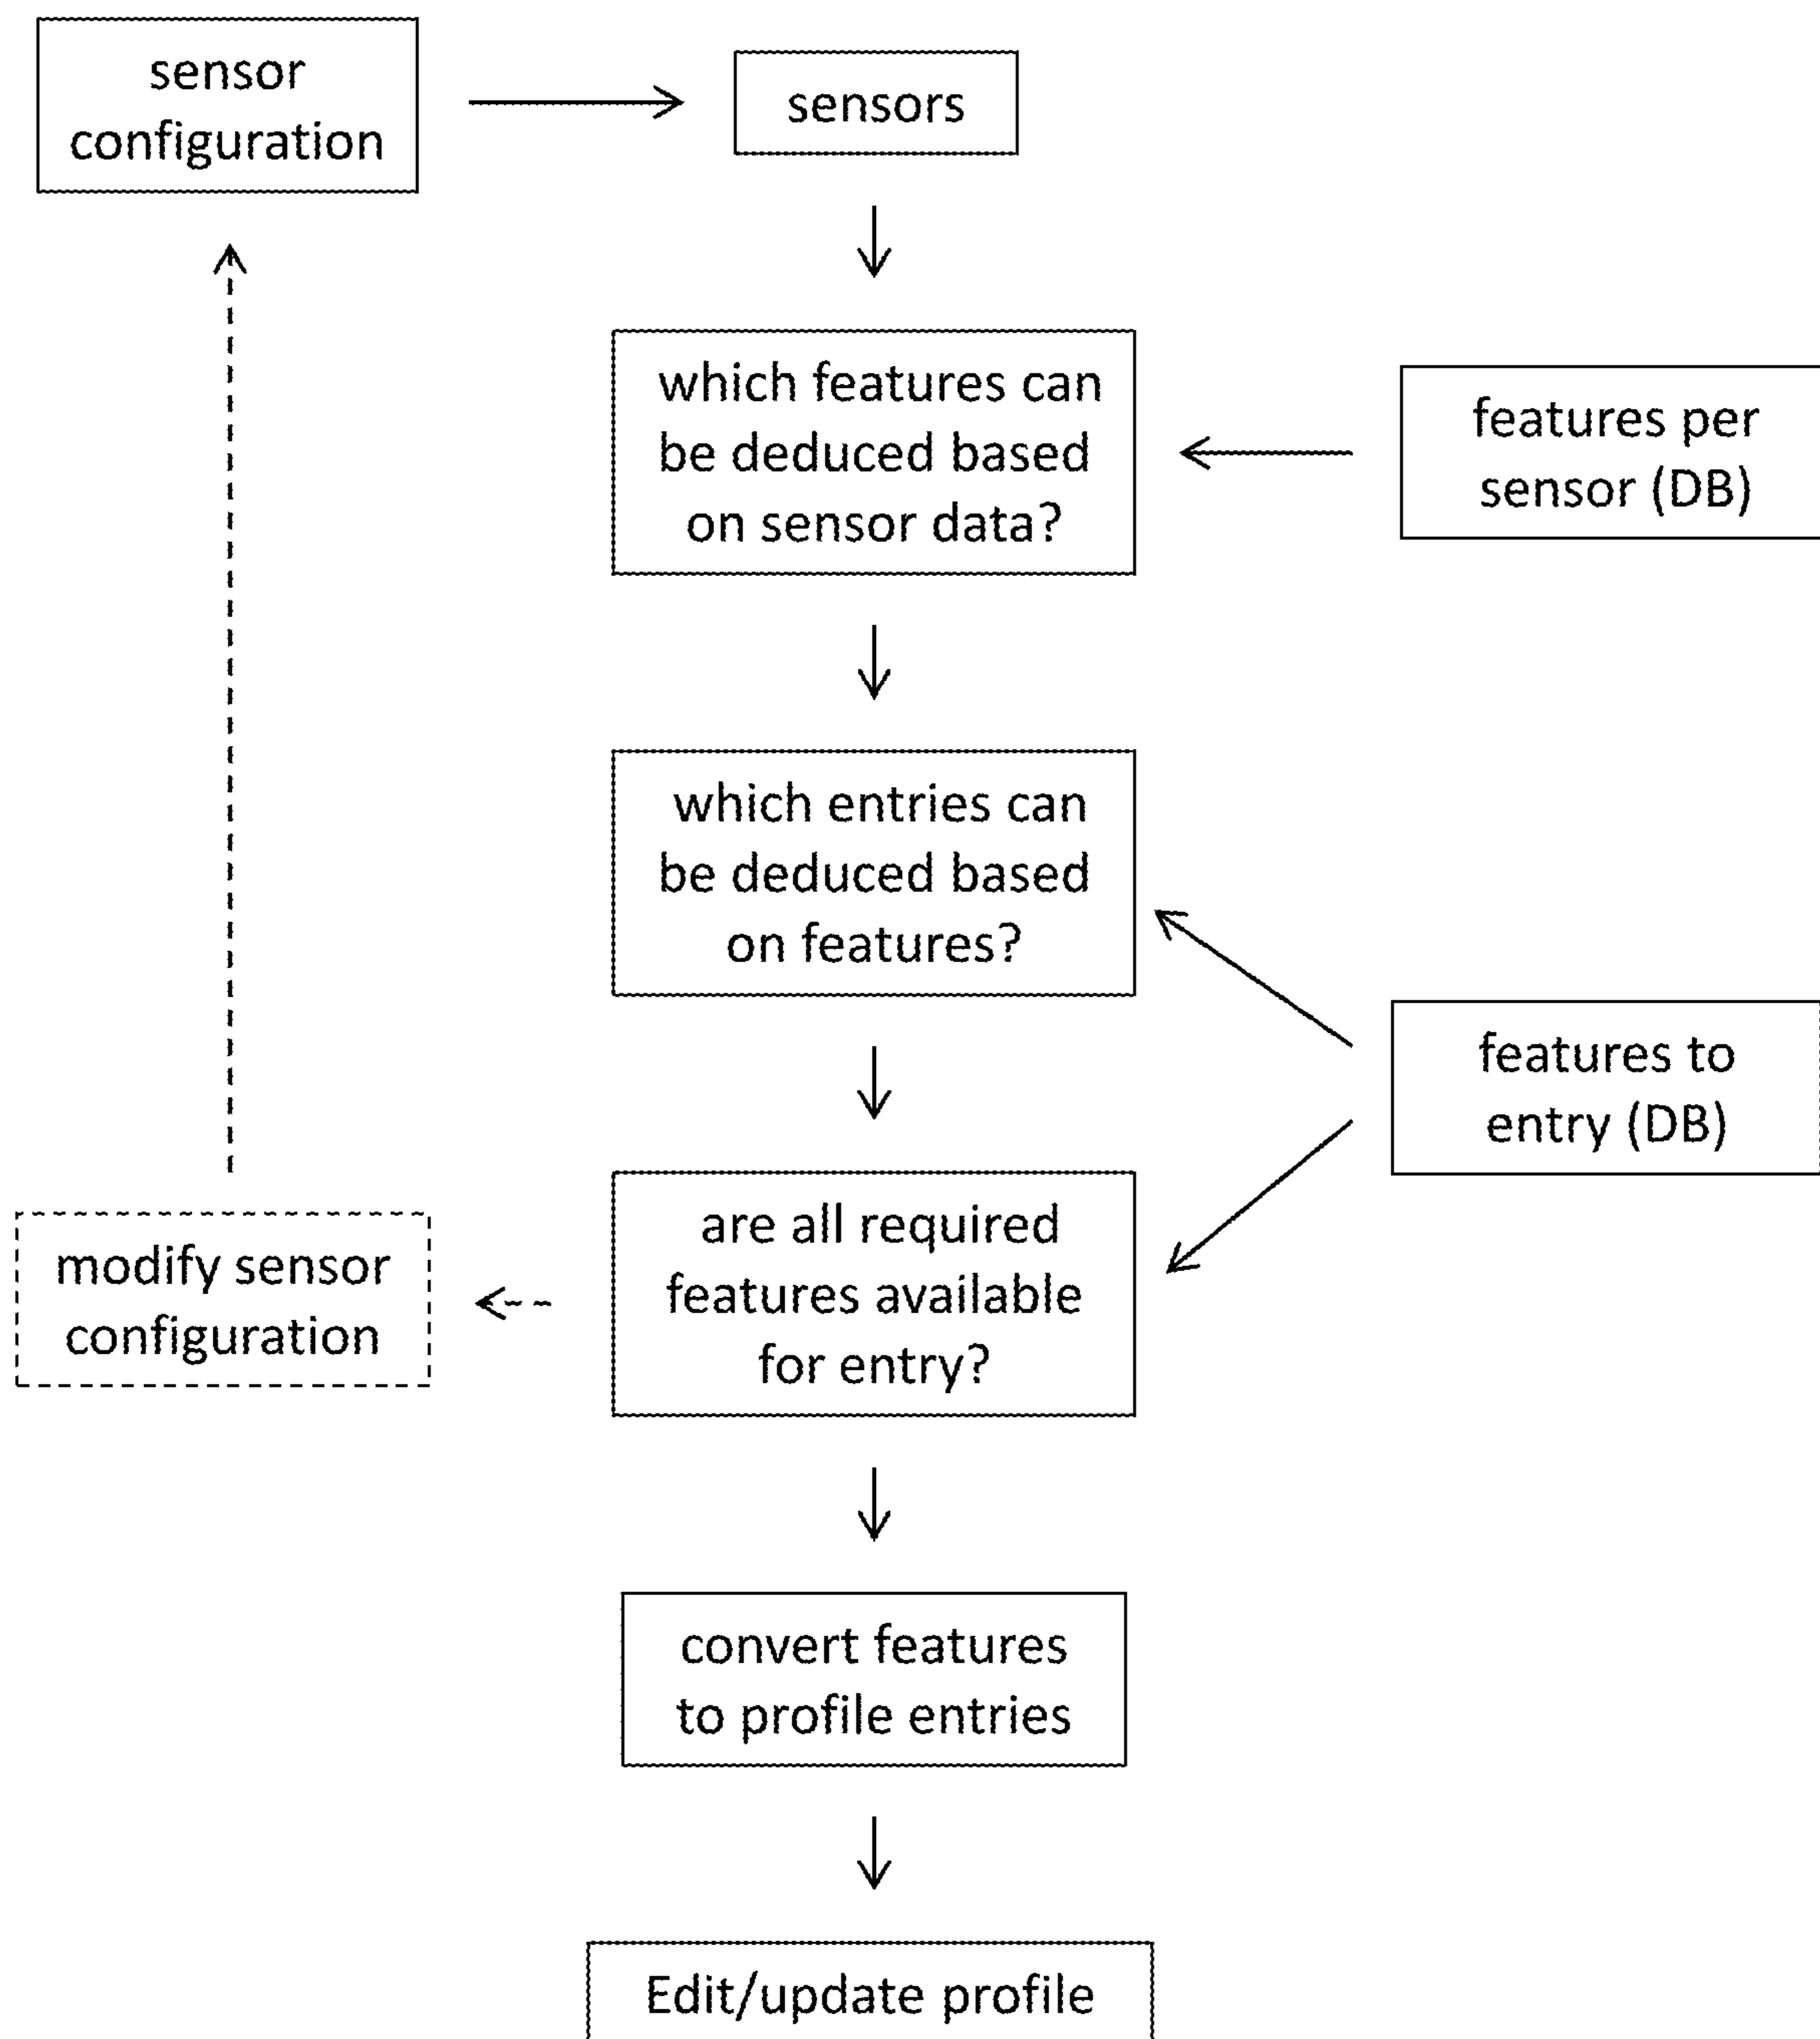 sensor
configuration
sensors
which features can
be deduced based
on sensor data?
features per
sensor (DB)
which entries can
be deduced based
on features?
features to
entry (DB)
are all required
features available
for entry?
modify sensor
configuration
convert features
to profile entries
Edit/update profile